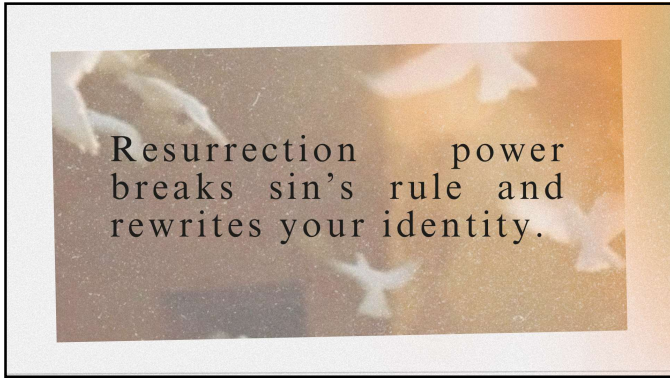 Resurrection power
breaks sin’s rule and
rewrites your identity.